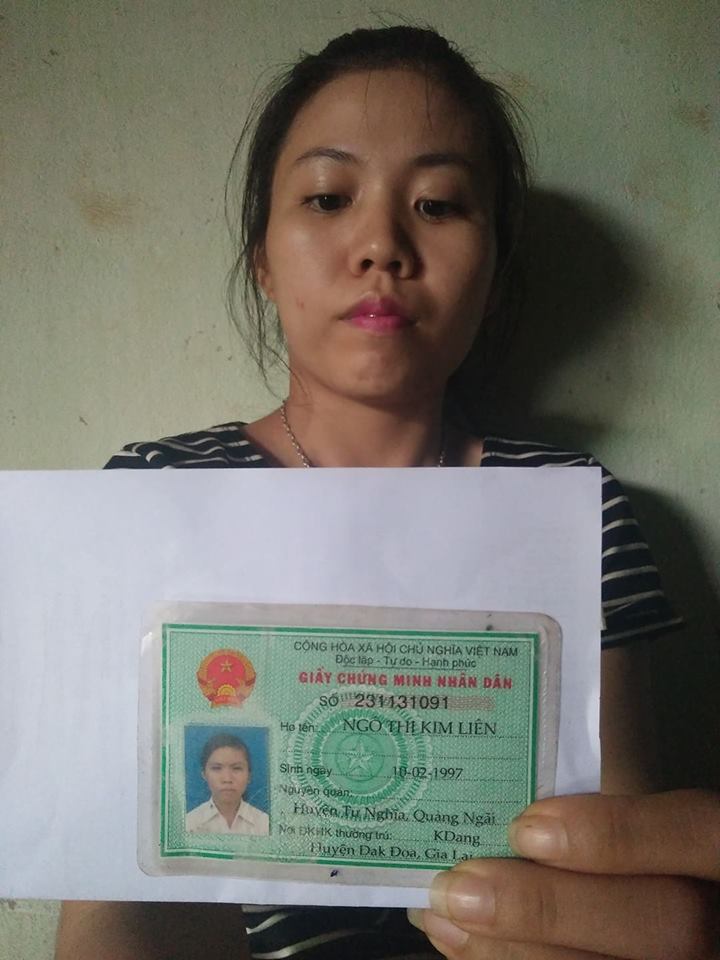 CỘNG HÒA XÃ HỘI CHỦ NGHĨA VIỆT NAM
Độc lập - Tự do - Hạnh phúc
GIẤY CHỨNG MINH NHÂN DÂN
SỐ 231131091
Họ tên: NGÔ THỊ KIM LIÊN
Sinh ngày 10-02-1997
Nguyên quán:
Huyện Tư Nghĩa, Quảng Ngãi
Nơi ĐKHK thường trú: KDang
Huyện Đak Đoa, Gia Lai